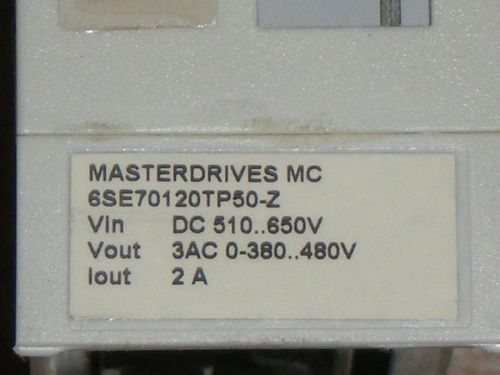 MASTERDRIVES MC
6SE70120TP50-Z
Vin DC 510..650V
Vout 3AC 0-380..480V
Iout 2 A